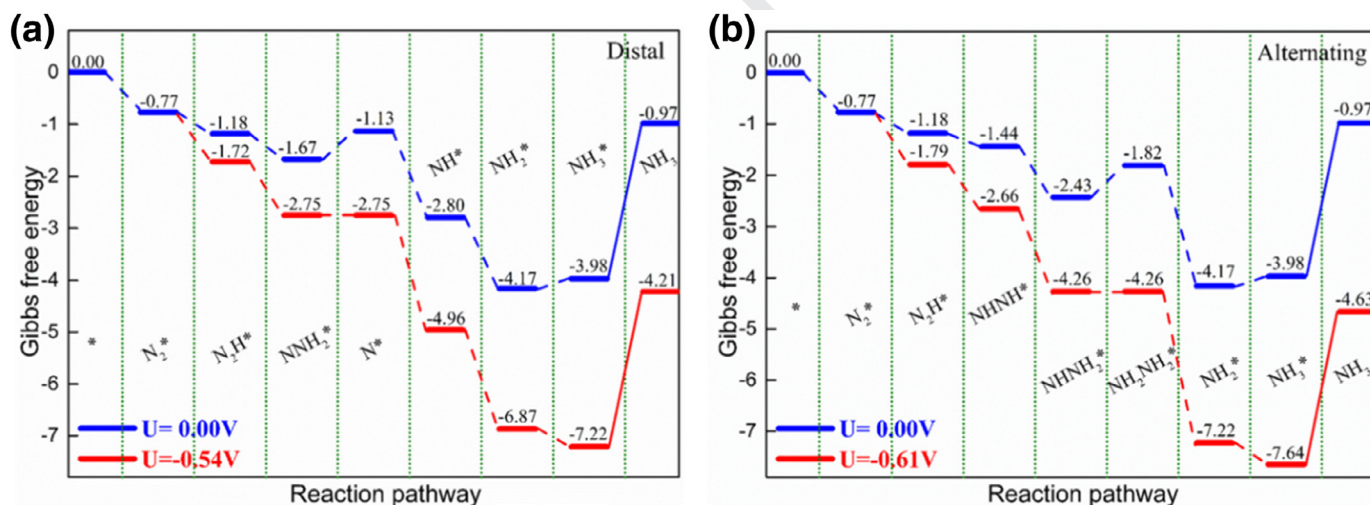 (a)
Distal
Gibbs free energy
0
-1
-2
-3
-4
-5
-6
-7
0.00
-0.77
-1.18
-1.67
-1.13
-2.80
-4.17
-3.98
-0.97
-1.72
-2.75
-2.75
-4.96
-6.87
-7.22
-4.21
*
N2*
N2H*
NNH2*
N*
NH*
NH2*
NH3*
NH3
U= 0.00V
U=-0.54V
Reaction pathway
(b)
Alternating
Gibbs free energy
0
-1
-2
-3
-4
-5
-6
-7
0.00
-0.77
-1.18
-1.44
-2.43
-1.82
-4.17
-3.98
-0.97
-1.79
-2.66
-4.26
-4.26
-7.22
-7.64
-4.63
*
N2*
N2H*
NHNH*
NHNH2*
NH2NH2*
NH2*
NH3*
NH3
U= 0.00V
U=-0.61V
Reaction pathway